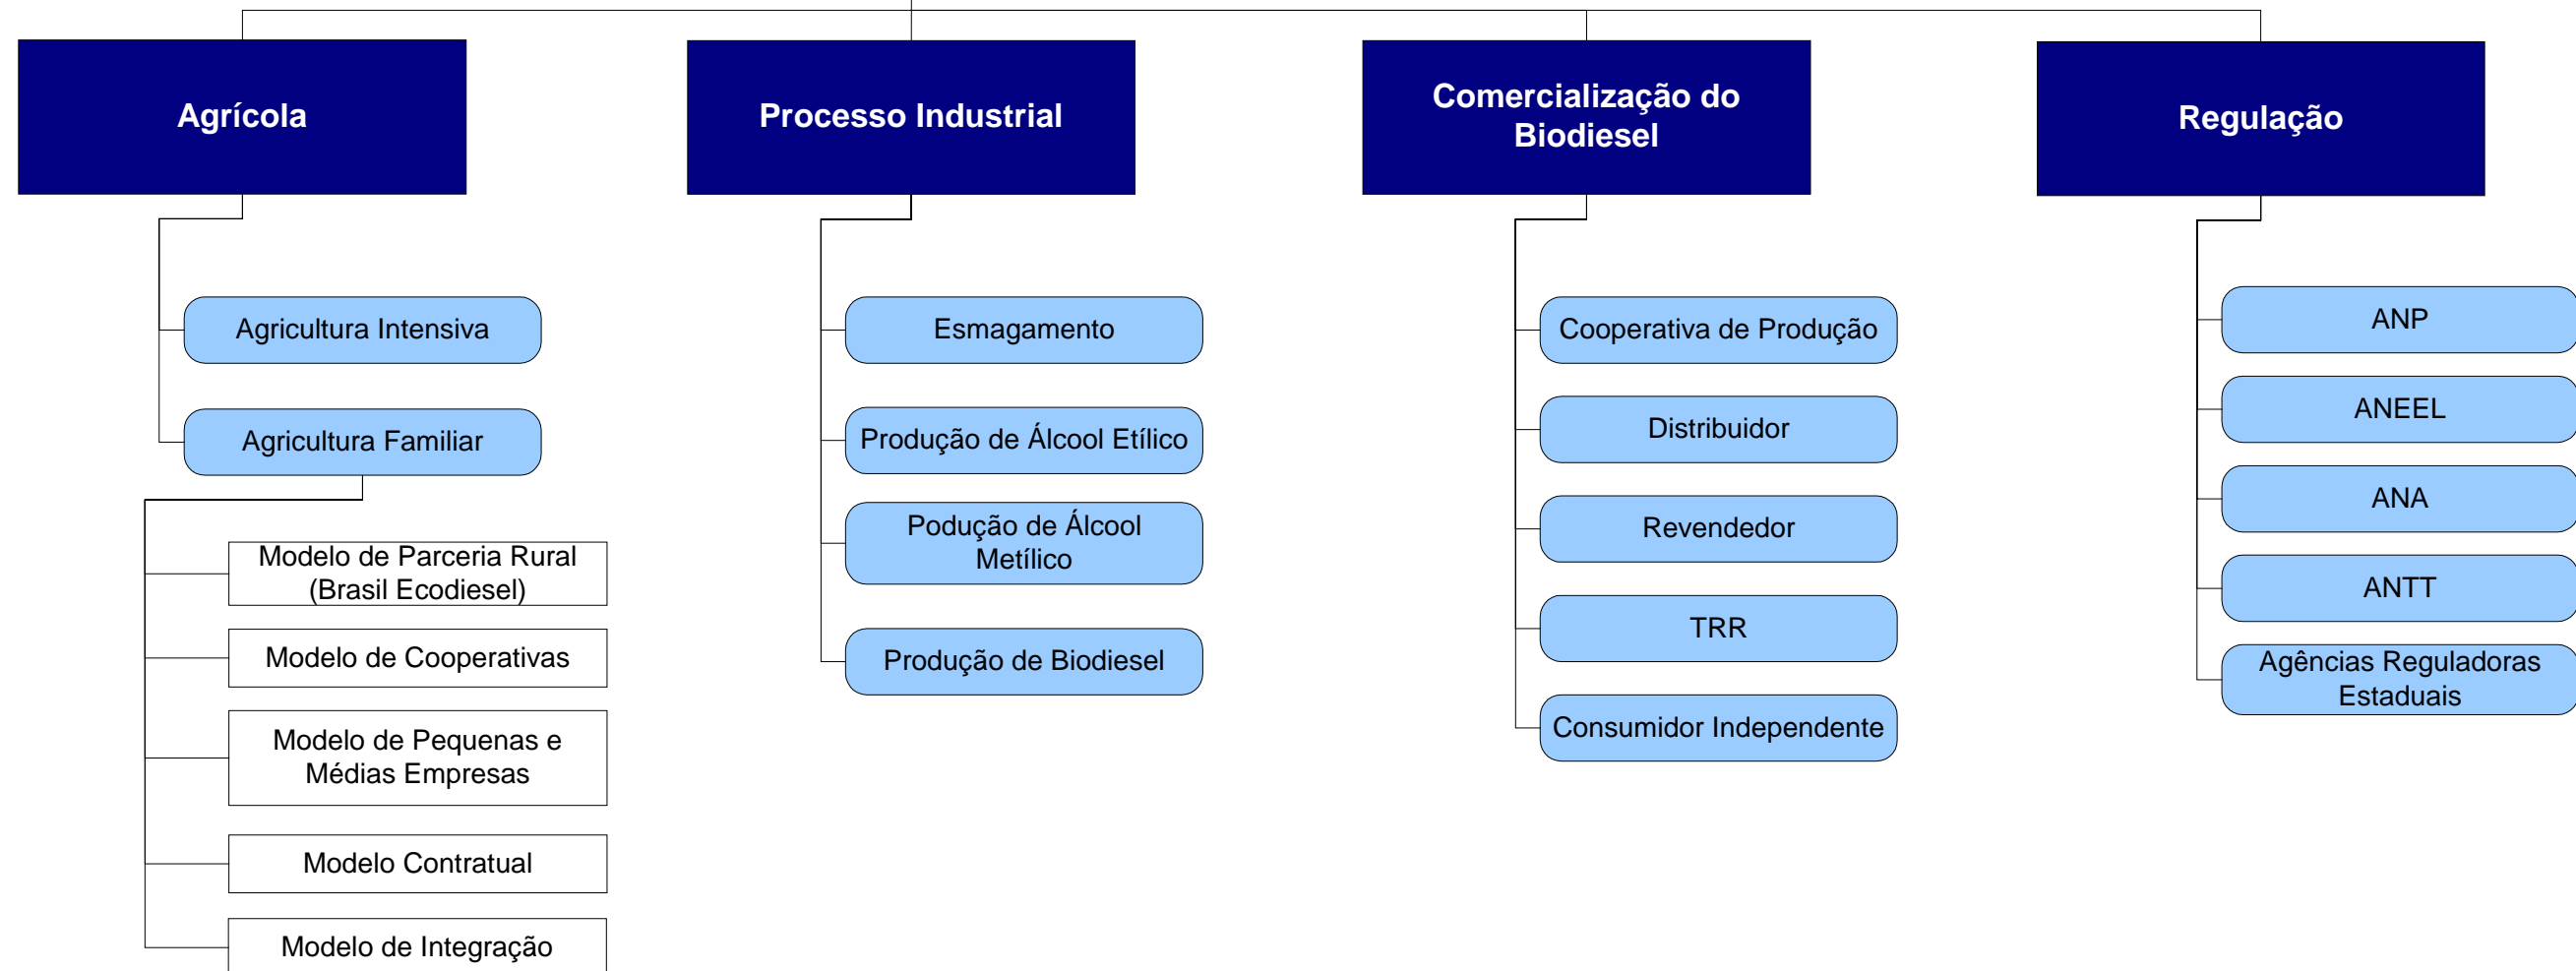 Agrícola
Processo Industrial
Comercialização do
Biodiesel
Regulação
Agricultura Intensiva
Agricultura Familiar
Modelo de Parceria Rural
(Brasil Ecodiesel)
Modelo de Cooperativas
Modelo de Pequenas e
Médias Empresas
Modelo Contratual
Modelo de Integração
Esmagamento
Produção de Álcool Etílico
Podução de Álcool
Metílico
Produção de Biodiesel
Cooperativa de Produção
Distribuidor
Revendedor
TRR
Consumidor Independente
ANP
ANEEL
ANA
ANTT
Agências Reguladoras
Estaduais